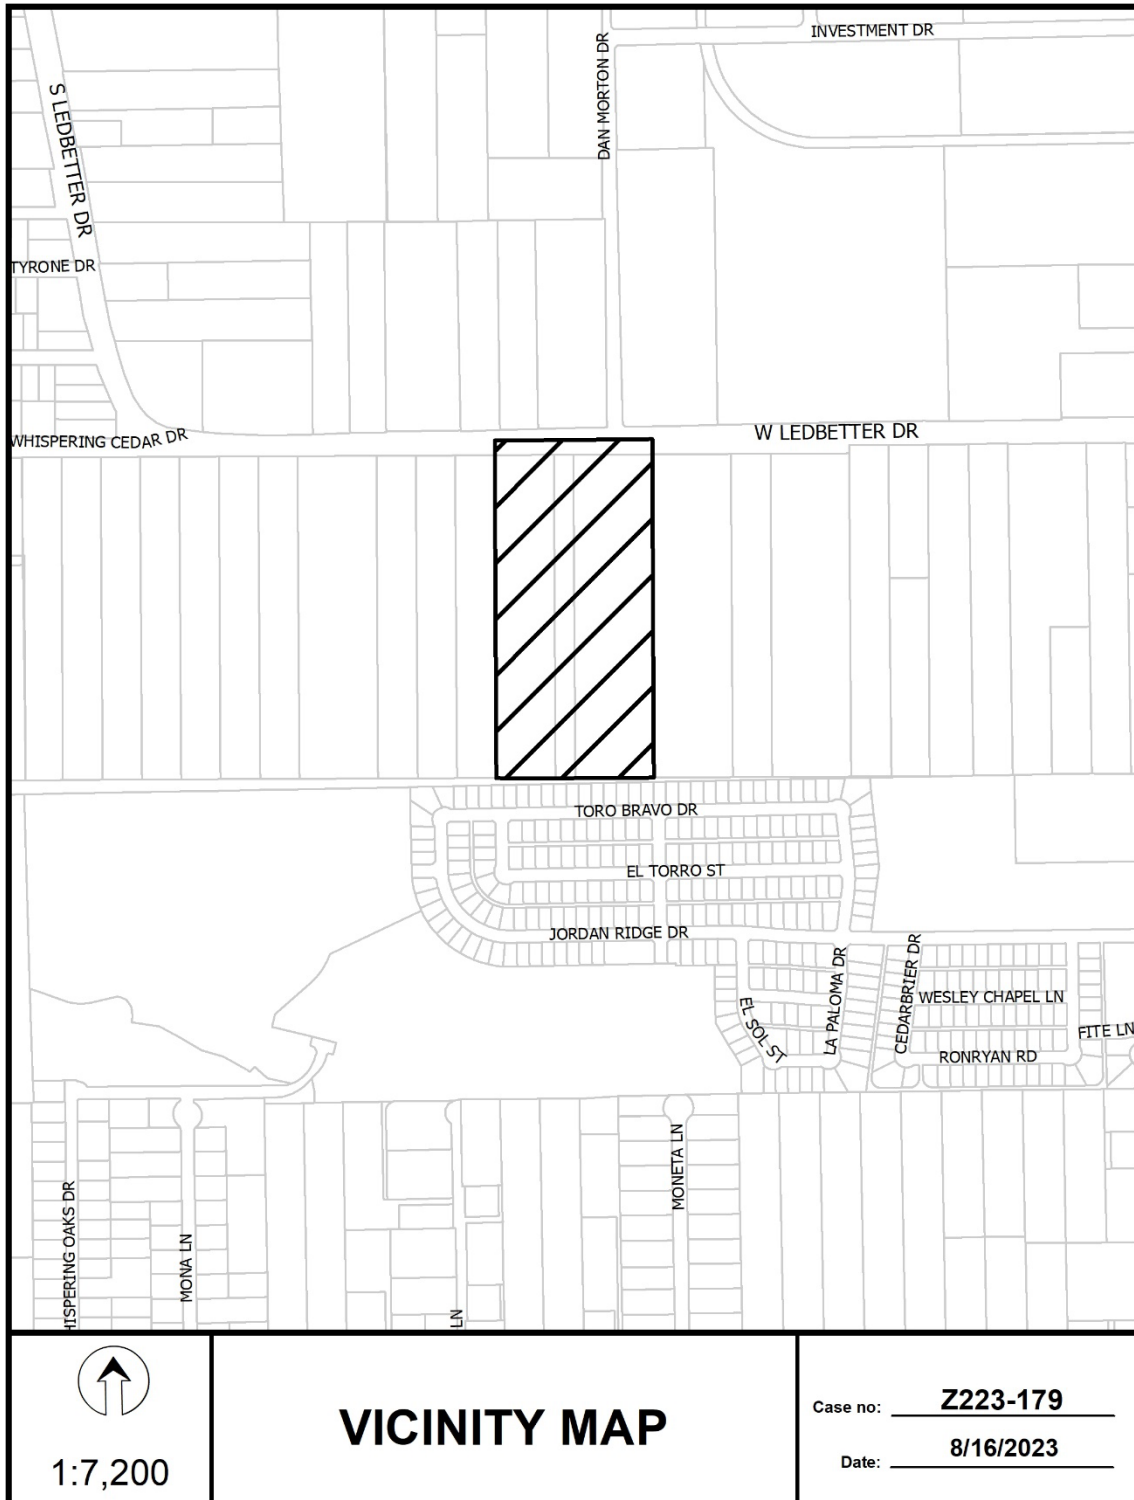 INVESTMENT DR
DAN MORTON DR
S LEDBETTER DR
TYRONE DR
WHISPERING CEDAR DR
W LEDBETTER DR
TORO BRAVO DR
EL TORRO ST
JORDAN RIDGE DR
LA PALOMA DR
CEDARBRIER DR
WESLEY CHAPEL LN
EL SOL ST
FITE LN
RONRYAN RD
MONETA LN
HISPERING OAKS DR
MONA LN
LN
1:7,200
VICINITY MAP
Case no: Z223-179
Date: 8/16/2023